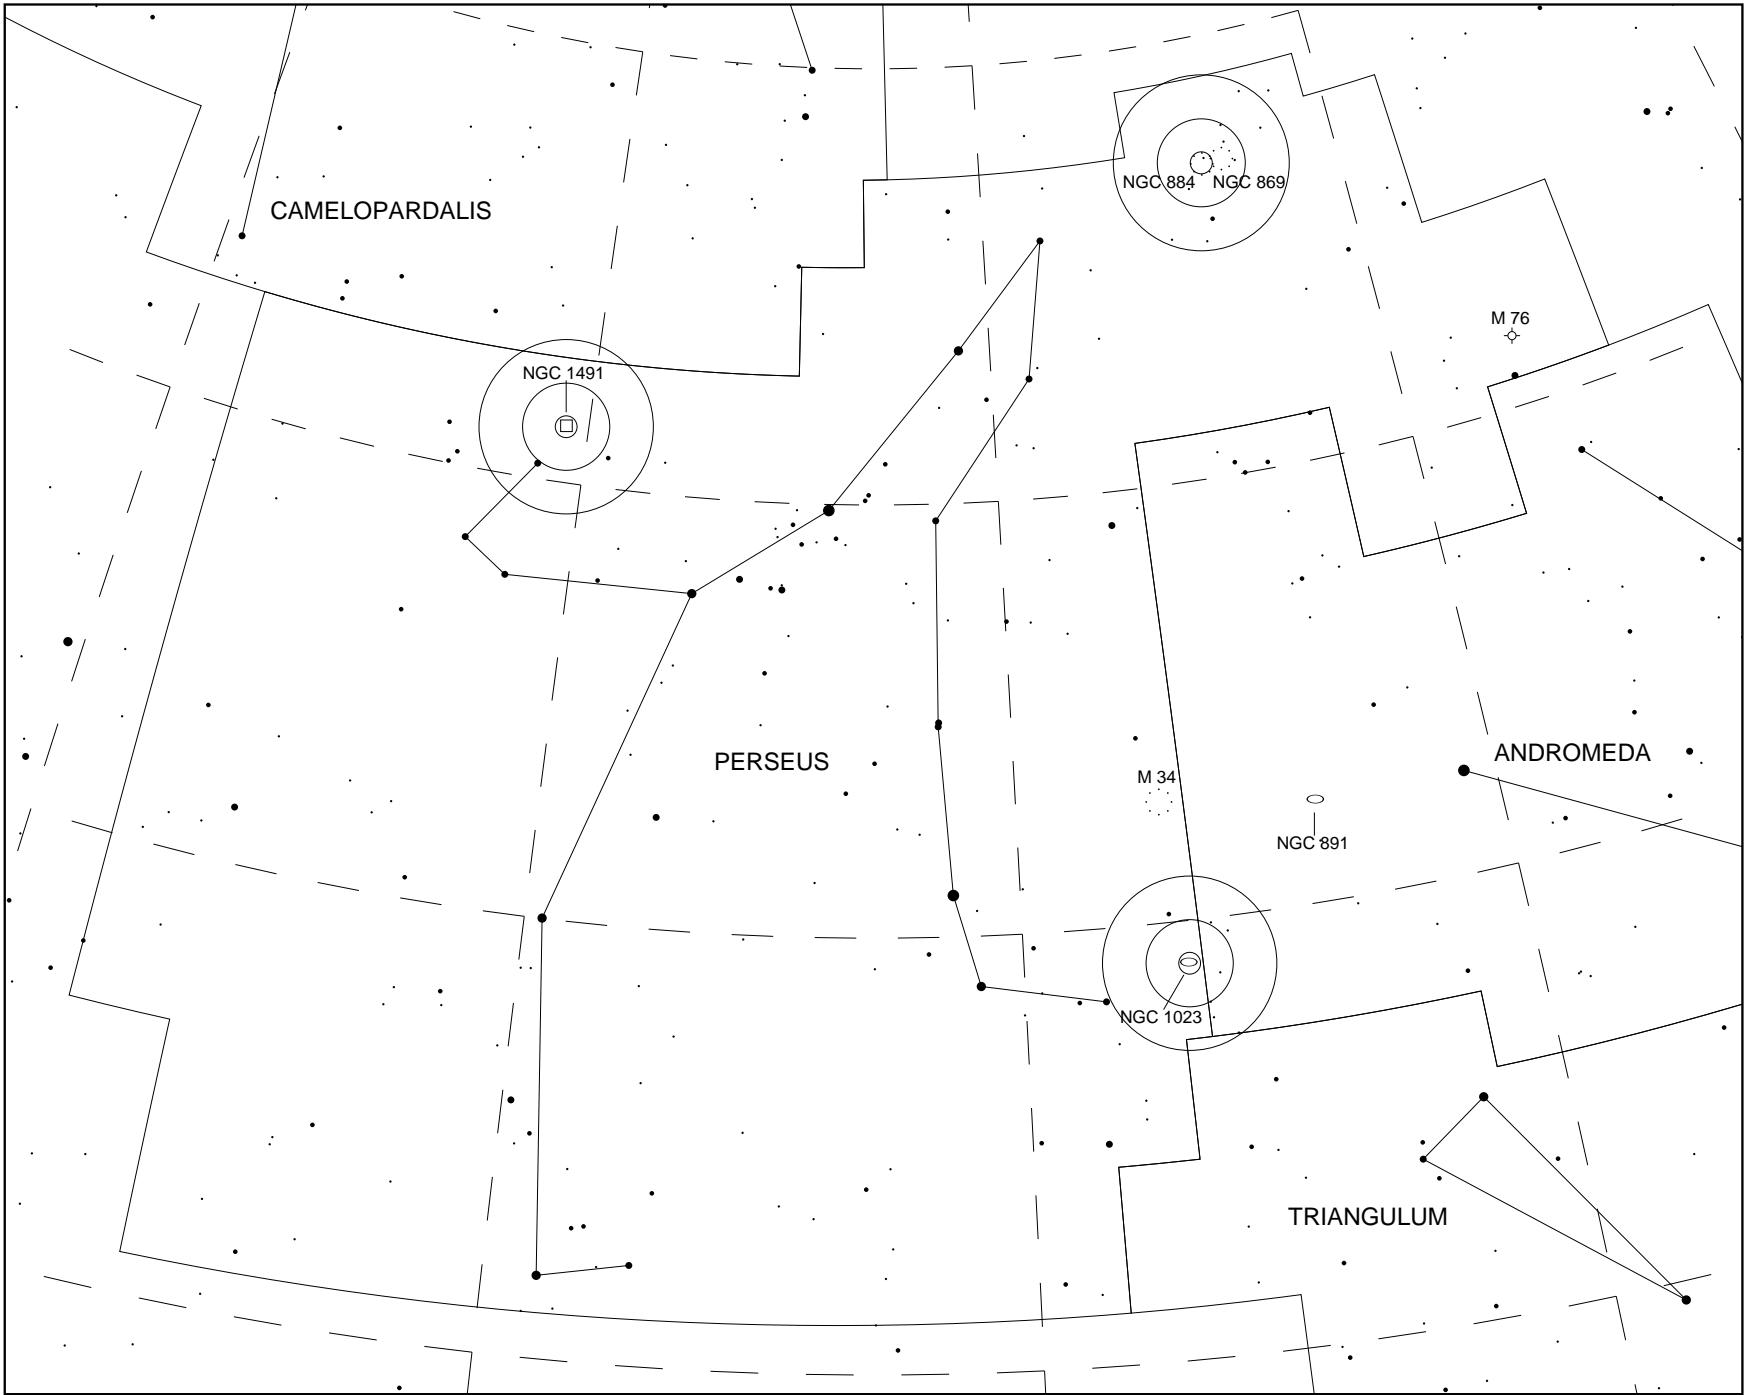 NGC 884 NGC 869
CAMELOPARDALIS
M 76
NGC 1491
PERSEUS
ANDROMEDA
M 34
NGC 891
NGC 1023
TRIANGULUM